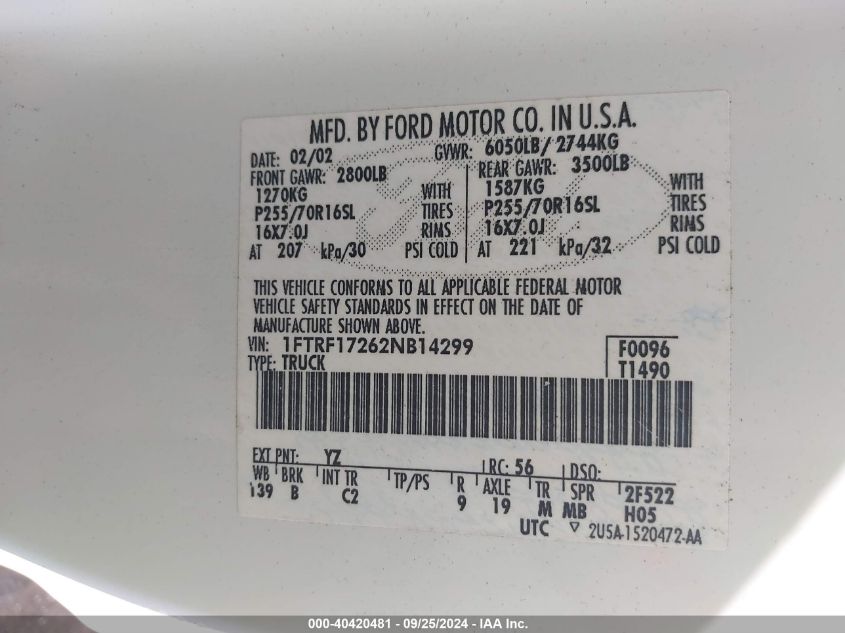 MFD. BY FORD MOTOR CO. IN U.S.A.
DATE: 02/02 GVWR: 6050LB/ 2744KG
FRONT GAWR: 2800LB REAR GAWR: 3500LB
1270KG WITH 1587KG WITH
P255/70R16SL TIRES P255/70R16SL TIRES
16X7.0J RIMS 16X7.0J RIMS
AT 207 kPa/30 PSI COLD AT 221 kPa/32 PSI COLD
THIS VEHICLE CONFORMS TO ALL APPLICABLE FEDERAL MOTOR
VEHICLE SAFETY STANDARDS IN EFFECT ON THE DATE OF
MANUFACTURE SHOWN ABOVE.
VIN: 1FTRF17262NB14299 F0096
TYPE: TRUCK T1490
EXT PNT: YZ RC: 56 DSO:
WB BRK INT TR TP/PS R AXLE TR SPR 2F522
139 B C2 9 19 M MB H05
UTC ▽ 2U5A-1520472-AA
000-40420481 - 09/25/2024 - IAA Inc.